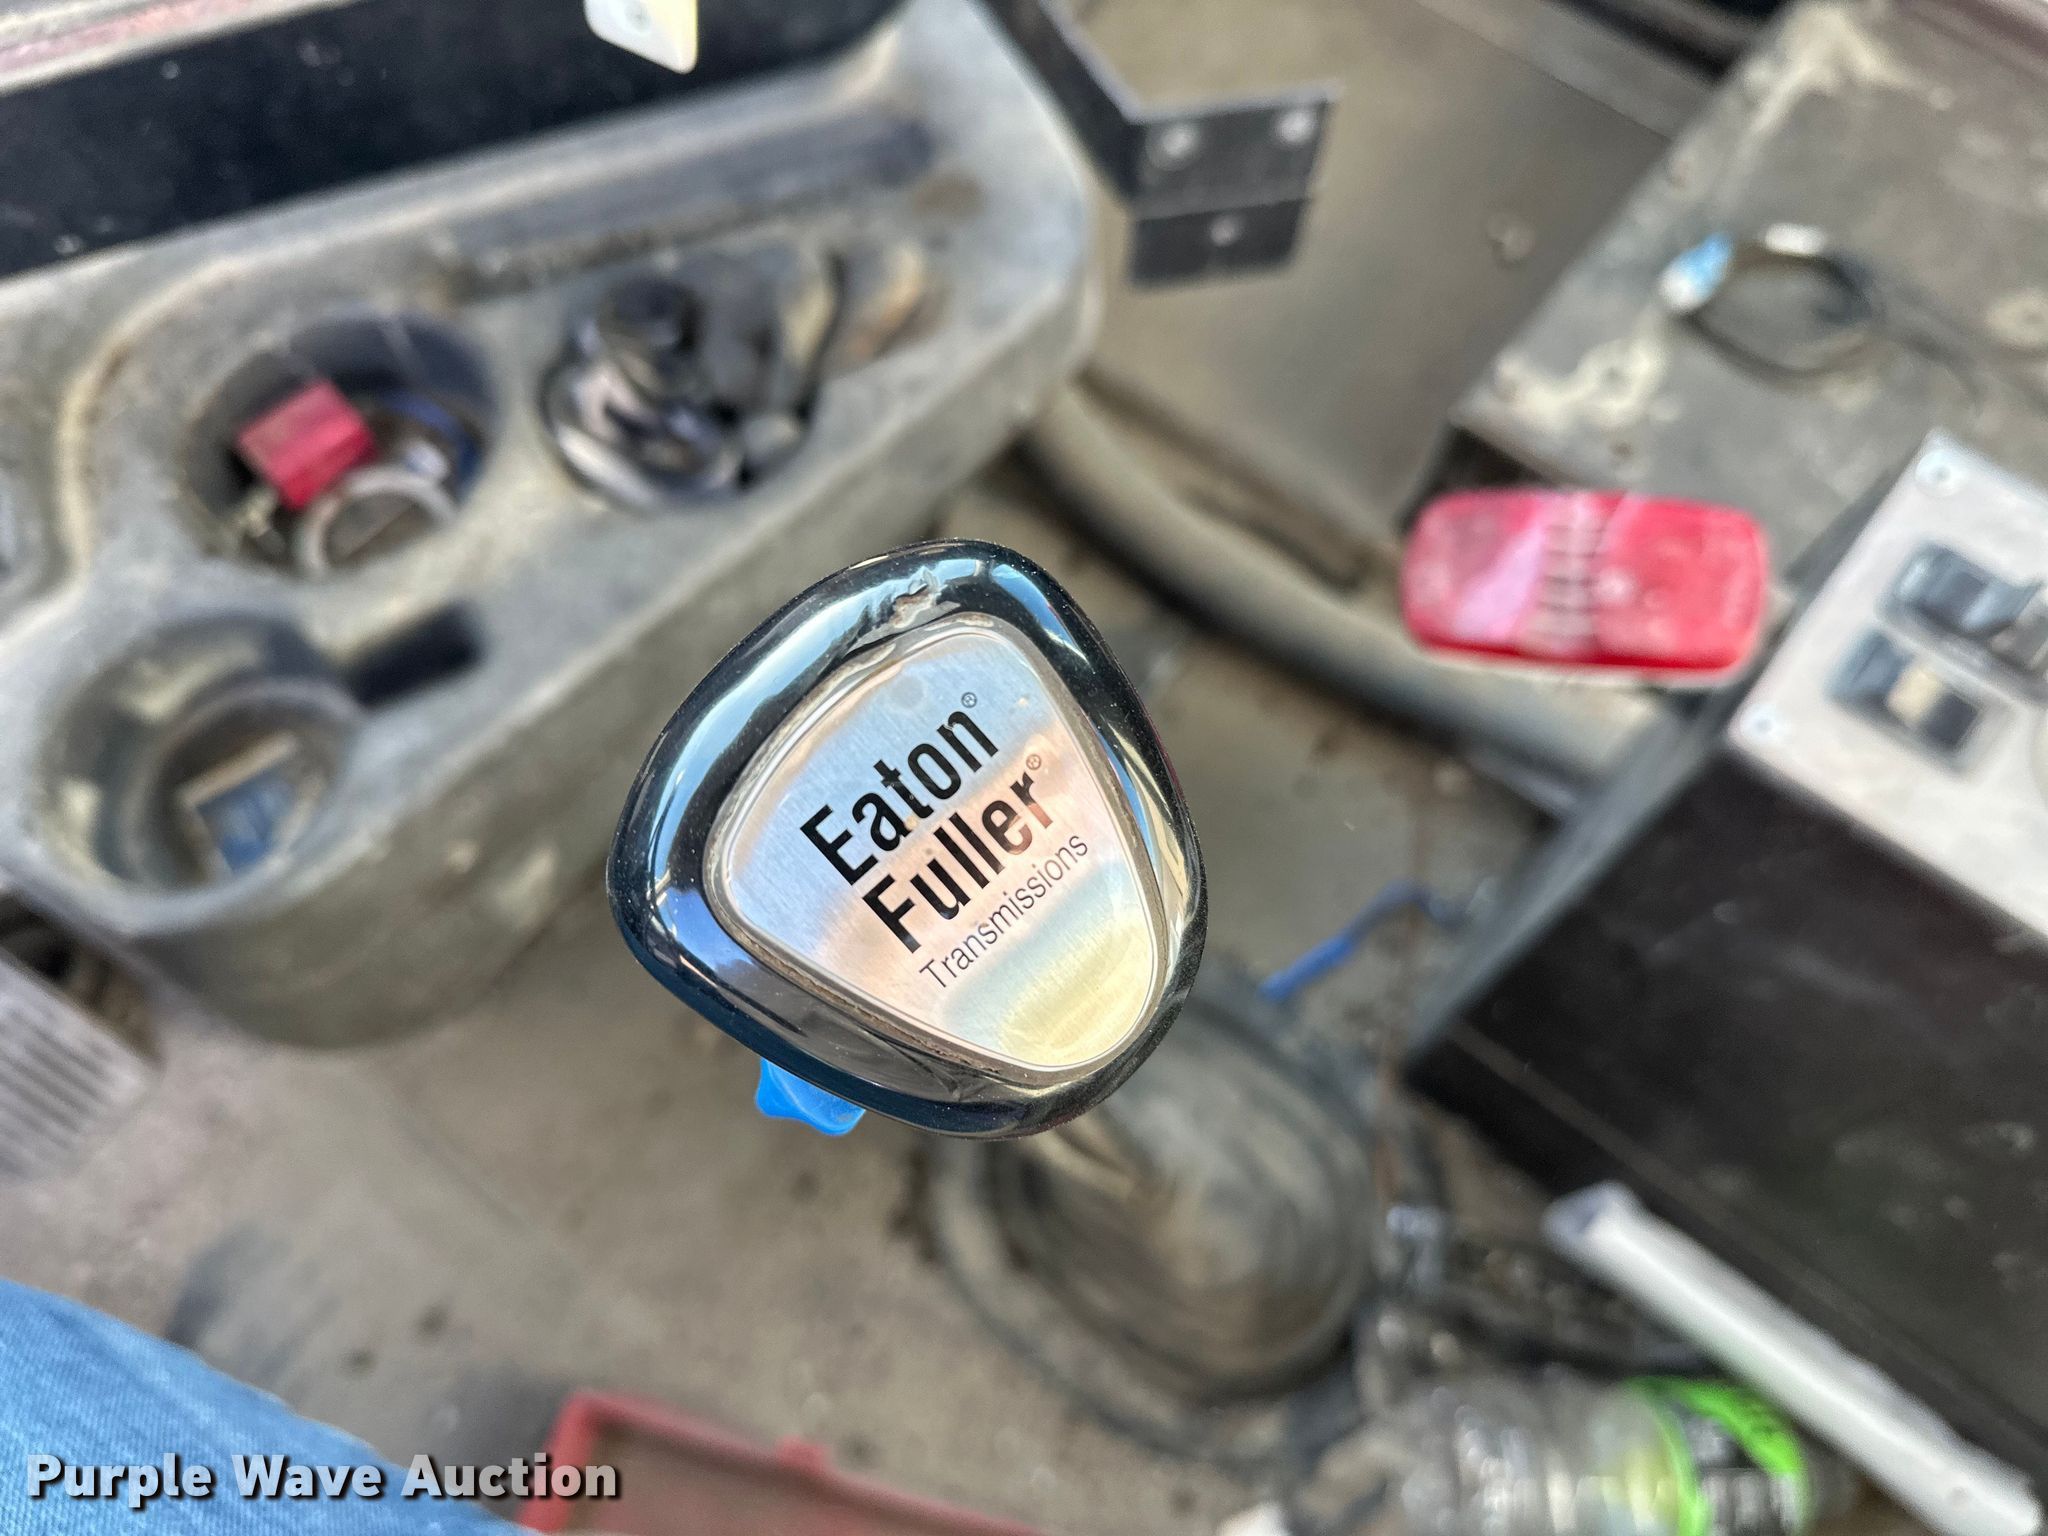 Eaton®
Fuller®
Transmissions
Purple Wave Auction